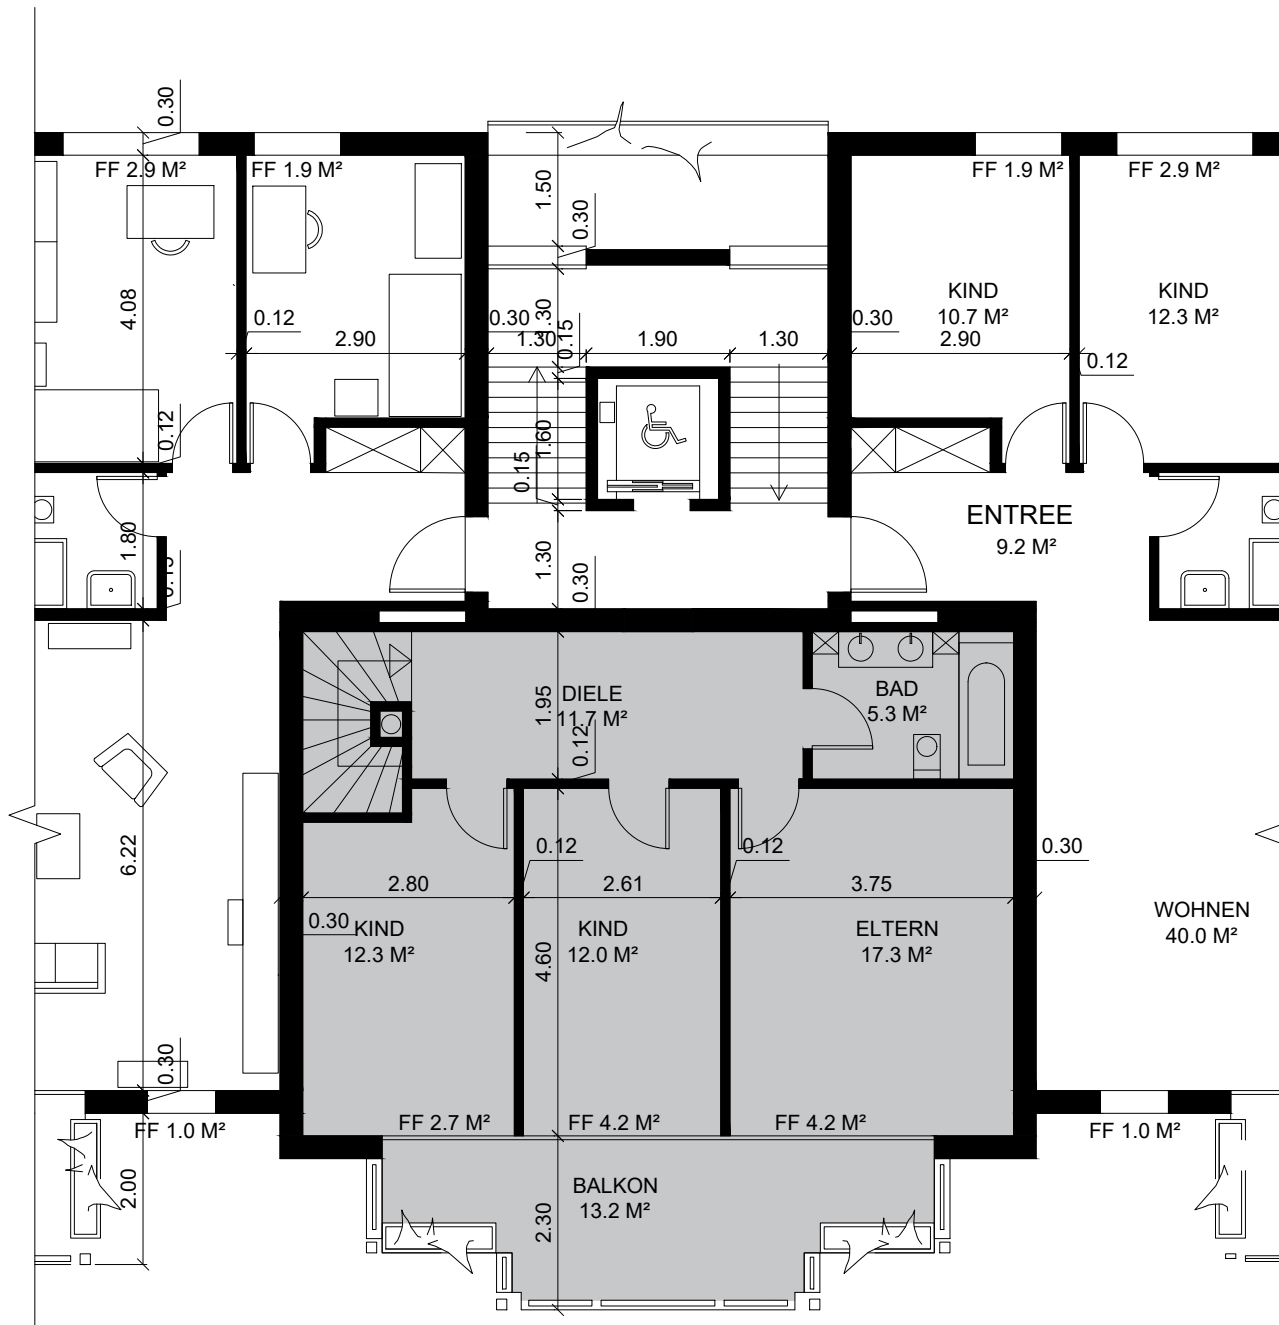 0.30
FF 2.9 M²
FF 1.9 M²
FF 1.9 M²
FF 2.9 M²
1.50
0.30
4.08
0.12
2.90
0.30
1.30
1.30
0.15
1.90
1.30
KIND
10.7 M²
0.30
2.90
KIND
12.3 M²
0.12
0.12
1.60
0.15
ENTREE
9.2 M²
1.80
0.15
1.30
0.30
DIELE
11.7 M²
1.95
0.12
BAD
5.3 M²
6.22
0.12
0.12
0.30
2.80
2.61
3.75
0.30
KIND
12.3 M²
KIND
12.0 M²
ELTERN
17.3 M²
WOHNEN
40.0 M²
4.60
0.30
FF 1.0 M²
FF 2.7 M²
FF 4.2 M²
FF 4.2 M²
FF 1.0 M²
2.00
BALKON
13.2 M²
2.30